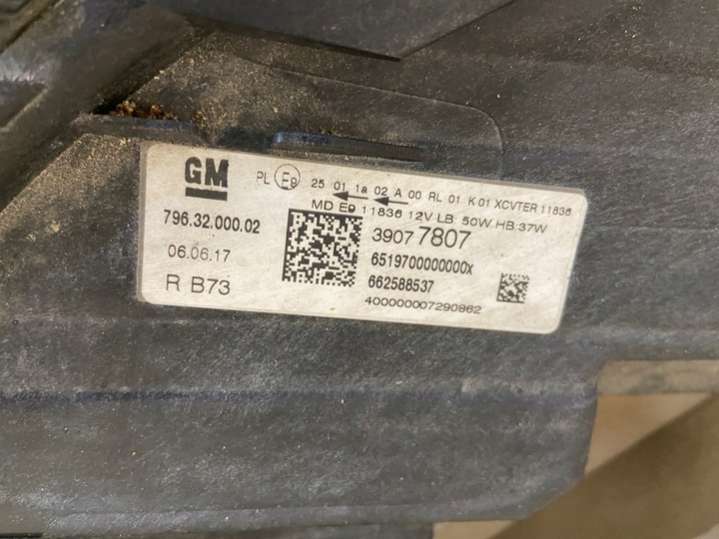 GM
PL E9 25 01 1a 02 A 00 RL 01 K 01 XCVTER 11836
MD E9 11836 12V LB: 50W HB:37W
796.32.000.02
39077807
06.06.17
6519700000000x
R B73
662588537
400000007290862